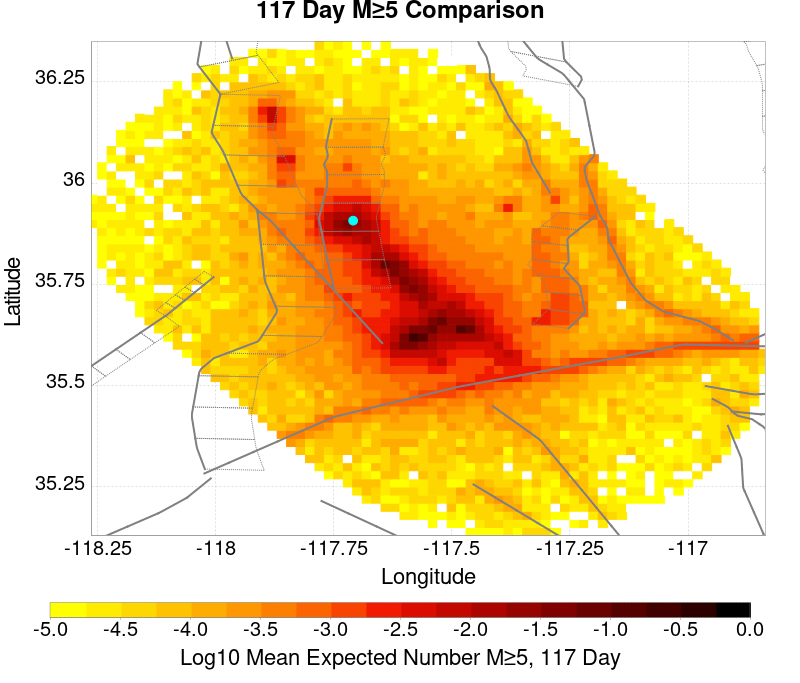 117 Day M≥5 Comparison
36.25
36
35.75
35.5
35.25
Latitude
-118.25 -118 -117.75 -117.5 -117.25 -117
Longitude
-5.0 -4.5 -4.0 -3.5 -3.0 -2.5 -2.0 -1.5 -1.0 -0.5 0.0
Log10 Mean Expected Number M≥5, 117 Day